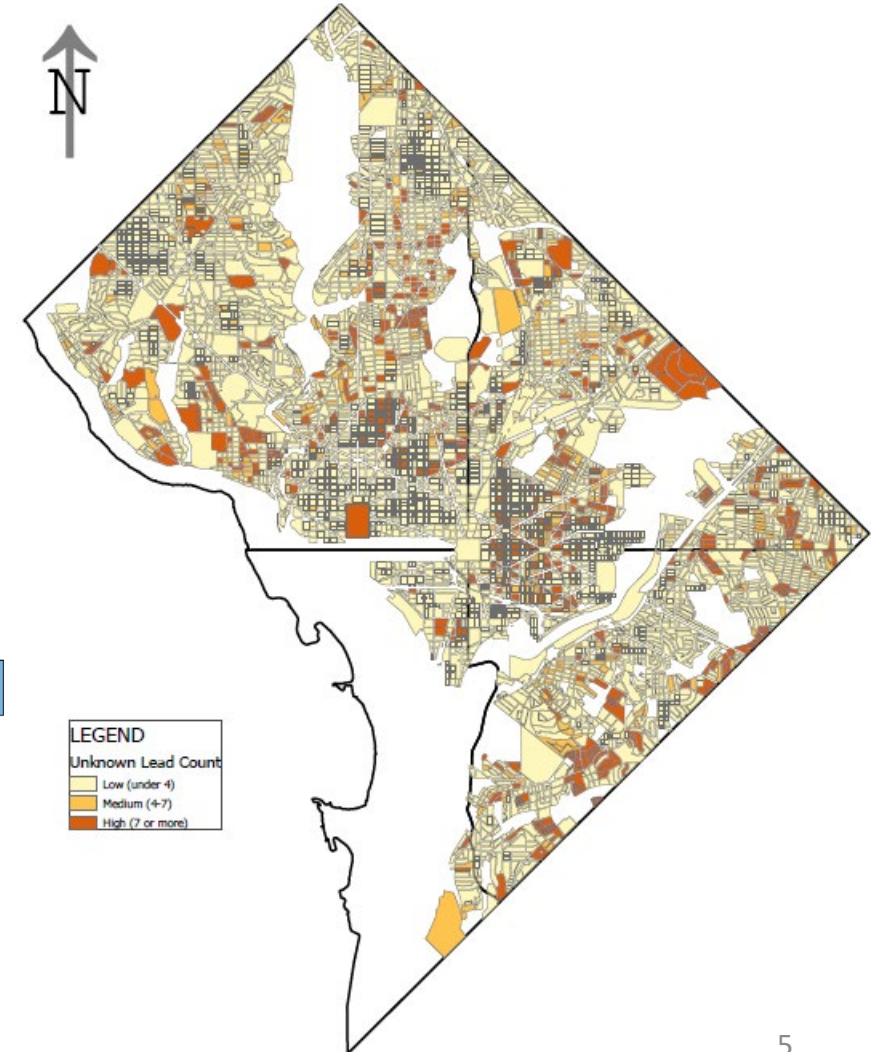 N
LEGEND
Unknown Lead Count
Low (under 4)
Medium (4-7)
High (7 or more)
5